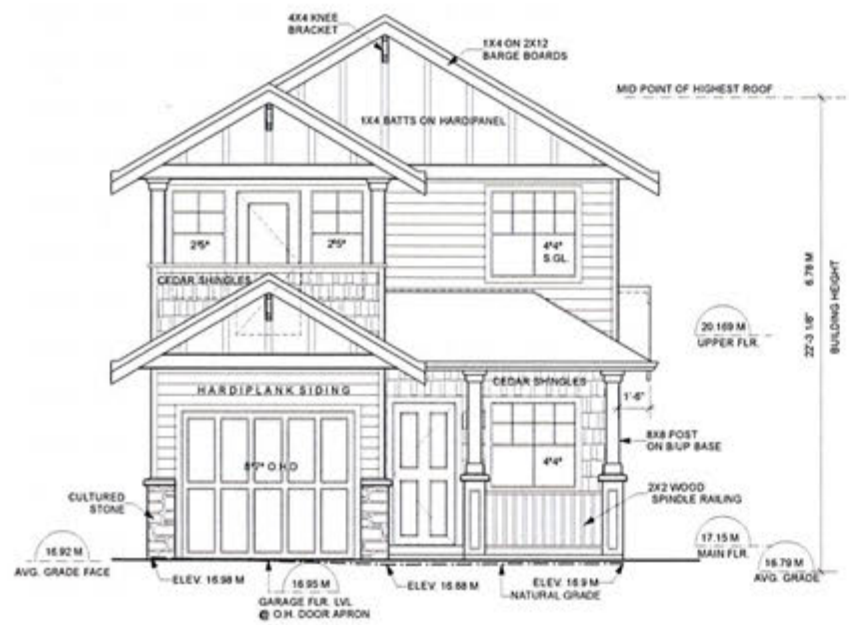 4X4 KNEE
BRACKET
1X4 ON 2X12
BARGE BOARDS
MID POINT OF HIGHEST ROOF
1X4 BATTS ON HARDIPANEL
2'5"
2'5"
4'4"
S.GL.
CEDAR SHINGLES
20.169 M
UPPER FLR.
22'-3 1/8" 6.78 M
BUILDING HEIGHT
HARDIPLANK SIDING
CEDAR SHINGLES
1'-6"
8X8 POST
ON B/UP BASE
8'7" O.H.D
4'4"
CULTURED
STONE
2X2 WOOD
SPINDLE RAILING
16.92 M
AVG. GRADE FACE
17.15 M
MAIN FLR.
16.79 M
AVG. GRADE
ELEV. 16.98 M
16.95 M
ELEV. 16.88 M
ELEV. 16.9 M
NATURAL GRADE
GARAGE FLR. LVL
@ O.H. DOOR APRON